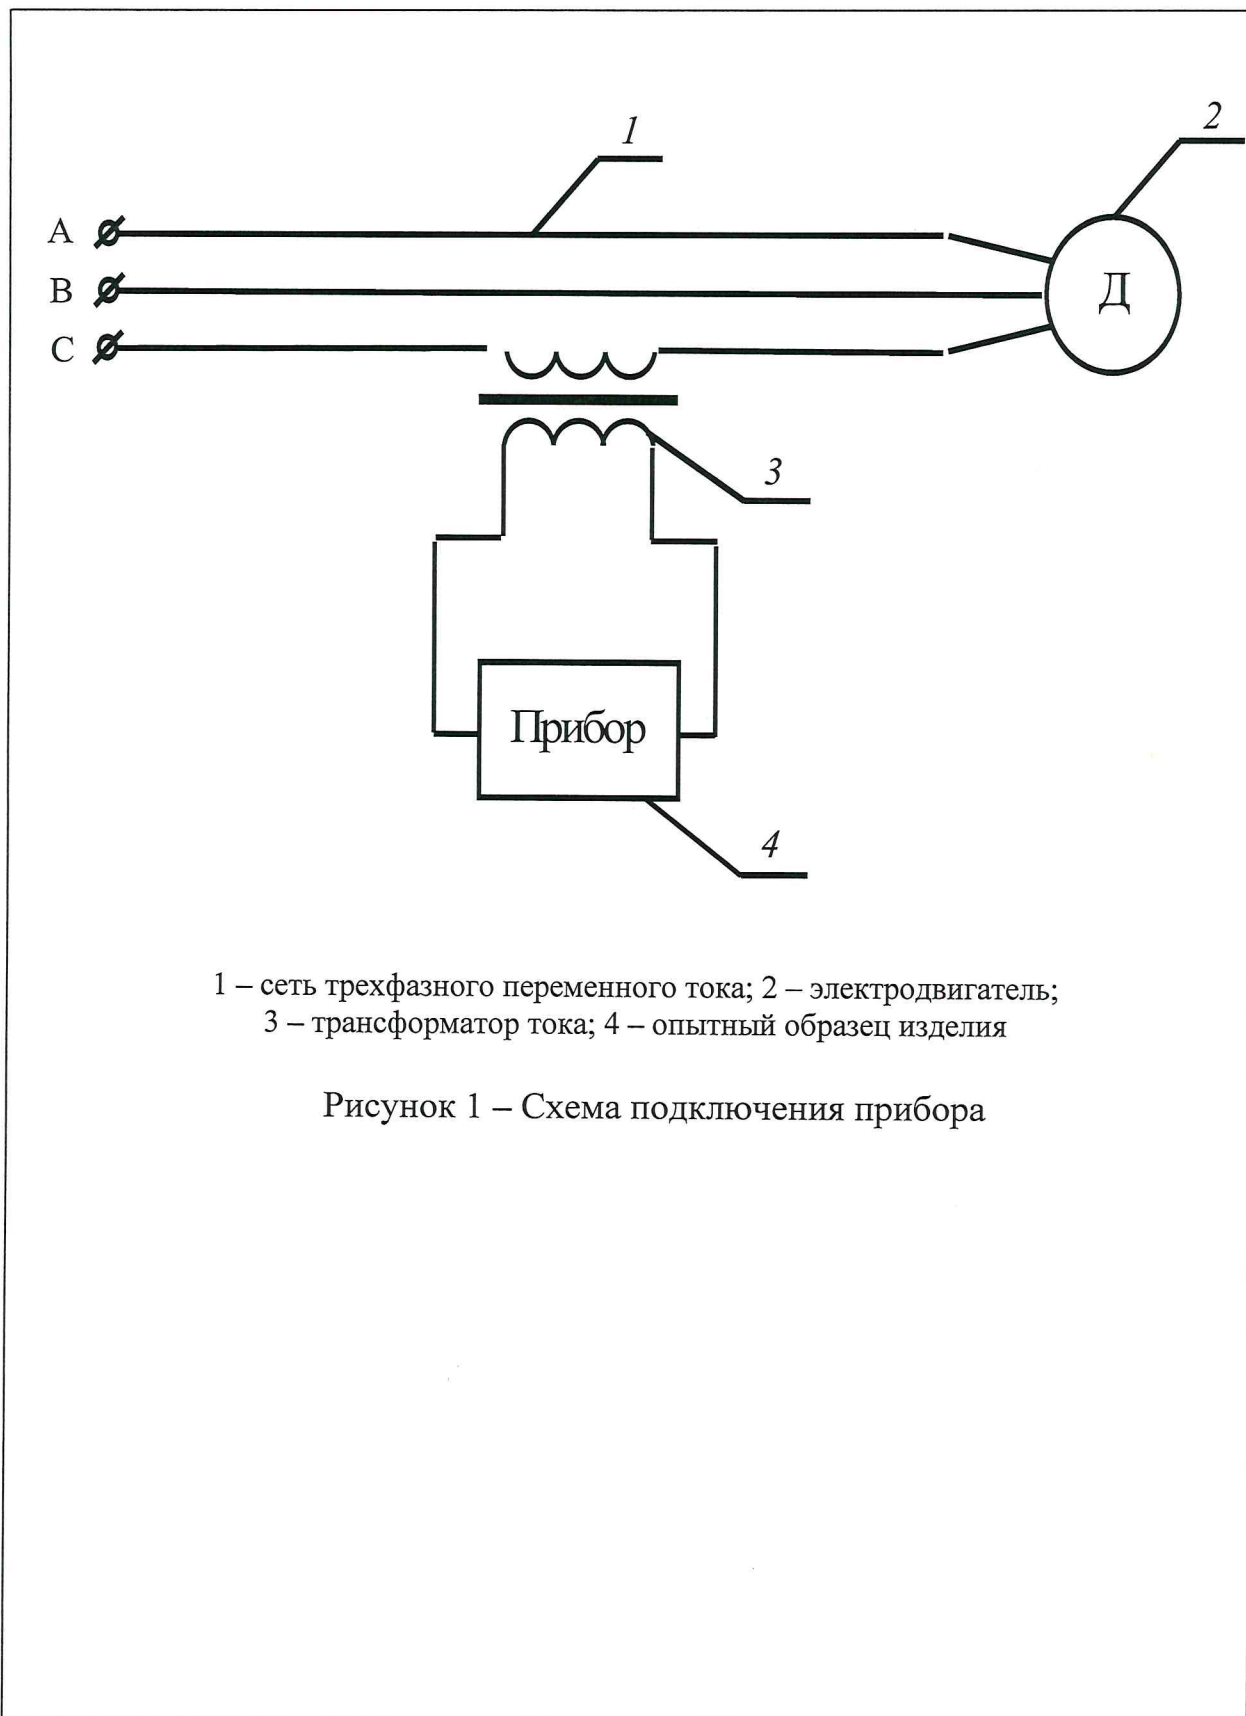 1
2
А
В
С
Д
3
Прибор
4
1 – сеть трехфазного переменного тока; 2 – электродвигатель;
3 – трансформатор тока; 4 – опытный образец изделия
Рисунок 1 – Схема подключения прибора